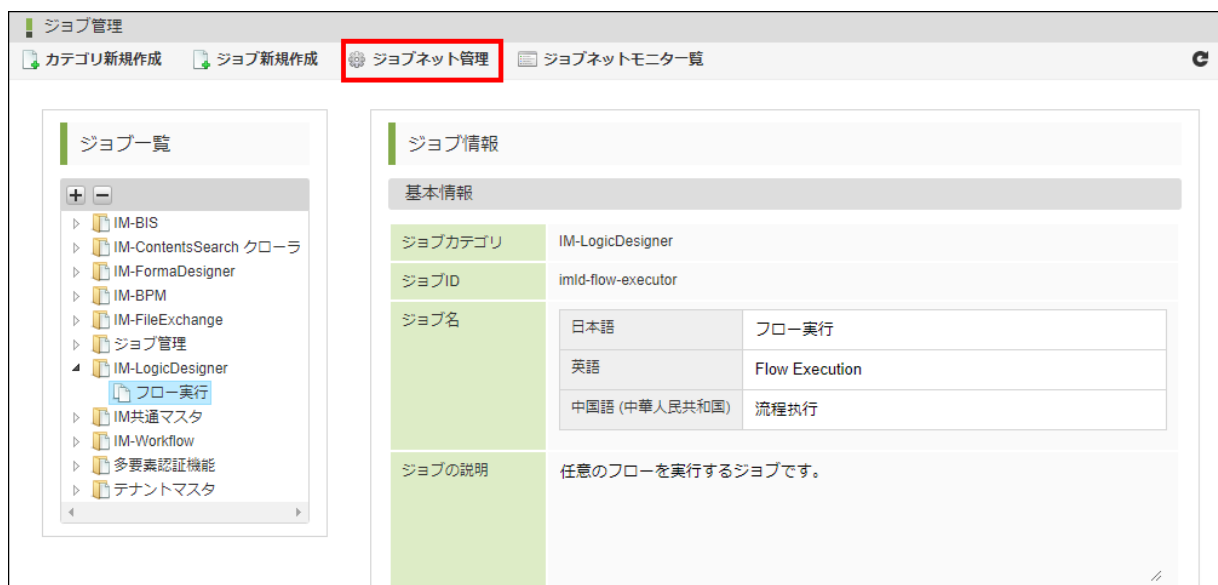 ジョブ管理
カテゴリ新規作成 ジョブ新規作成 ジョブネット管理 ジョブネットモニター一覧
ジョブ一覧
IM-BIS
IM-ContentsSearch クローラ
IM-FormaDesigner
IM-BPM
IM-FileExchange
ジョブ管理
IM-LogicDesigner
フロー実行
IM共通マスタ
IM-Workflow
多要素認証機能
テナントマスタ
ジョブ情報
基本情報
ジョブカテゴリ IM-LogicDesigner
ジョブID imld-flow-executor
ジョブ名 日本語 フロー実行
英語 Flow Execution
中国語 (中華人民共和国) 流程执行
ジョブの説明 任意のフローを実行するジョブです。